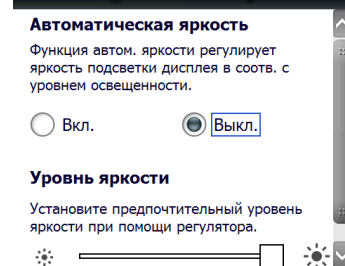 Автоматическая яркость
Функция автом. яркости регулирует
яркость подсветки дисплея в соотв. с
уровнем освещенности.
Вкл. Выкл.
Уровнь яркости
Установите предпочтительный уровень
яркости при помощи регулятора.